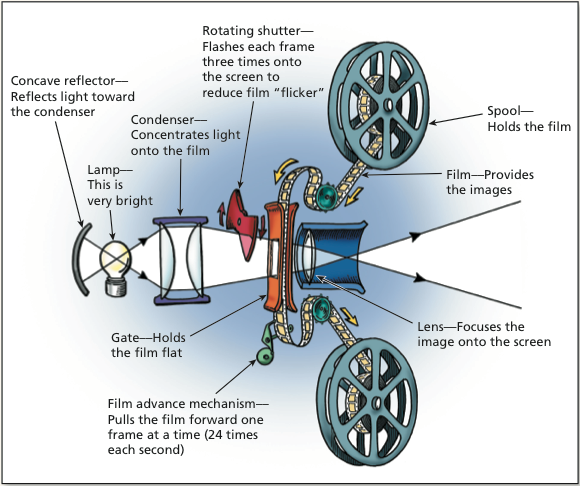 Rotating shutter—
Flashes each frame
three times onto
the screen to
reduce film “flicker”
Concave reflector—
Reflects light toward
the condenser
Condenser—
Concentrates light
onto the film
Lamp—
This is
very bright
Spool—
Holds the film
Film—Provides
the images
Gate—Holds
the film flat
Lens—Focuses the
image onto the screen
Film advance mechanism—
Pulls the film forward one
frame at a time (24 times
each second)